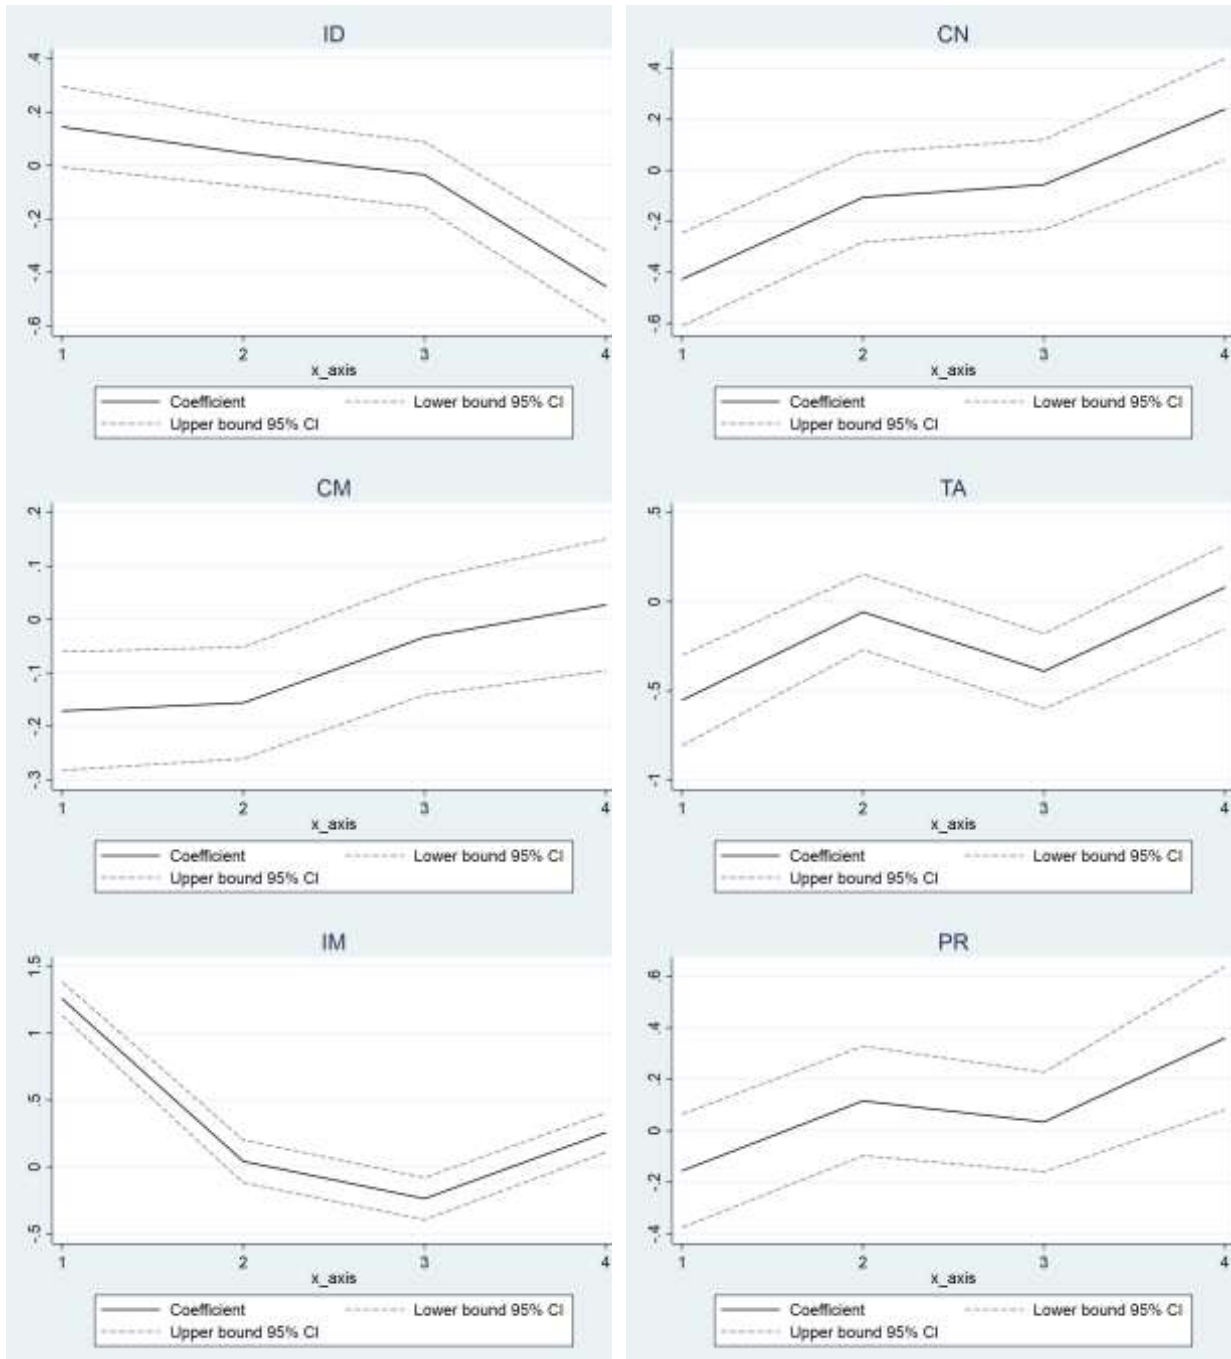 ID
.4
.2
0
-.2
-.4
-.6
1 2 3 4
x_axis
Coefficient Lower bound 95% CI
Upper bound 95% CI
CN
.4
.2
0
-.2
-.4
-.6
1 2 3 4
x_axis
Coefficient Lower bound 95% CI
Upper bound 95% CI
CM
.2
.1
0
-.1
-.2
-.3
1 2 3 4
x_axis
Coefficient Lower bound 95% CI
Upper bound 95% CI
TA
.5
0
-.5
-1
1 2 3 4
x_axis
Coefficient Lower bound 95% CI
Upper bound 95% CI
IM
1.5
1
.5
0
-.5
1 2 3 4
x_axis
Coefficient Lower bound 95% CI
Upper bound 95% CI
PR
.6
.4
.2
0
-.2
-.4
1 2 3 4
x_axis
Coefficient Lower bound 95% CI
Upper bound 95% CI